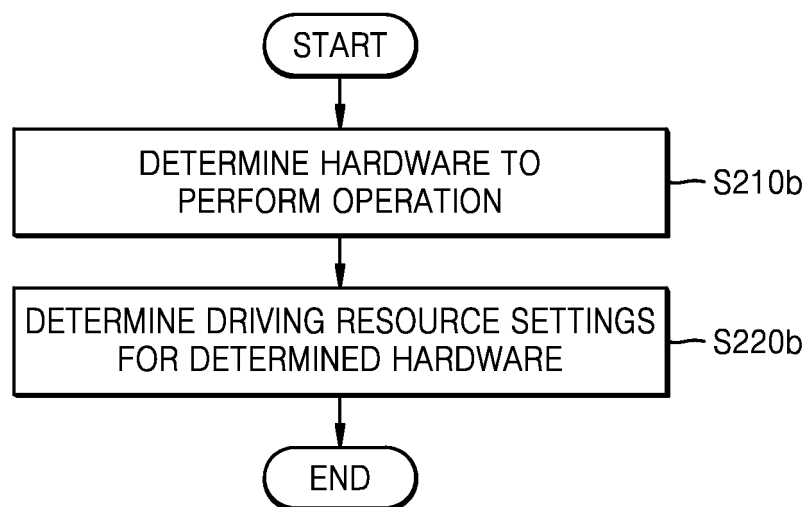 START
DETERMINE HARDWARE TO
PERFORM OPERATION
S210b
DETERMINE DRIVING RESOURCE SETTINGS
FOR DETERMINED HARDWARE
S220b
END